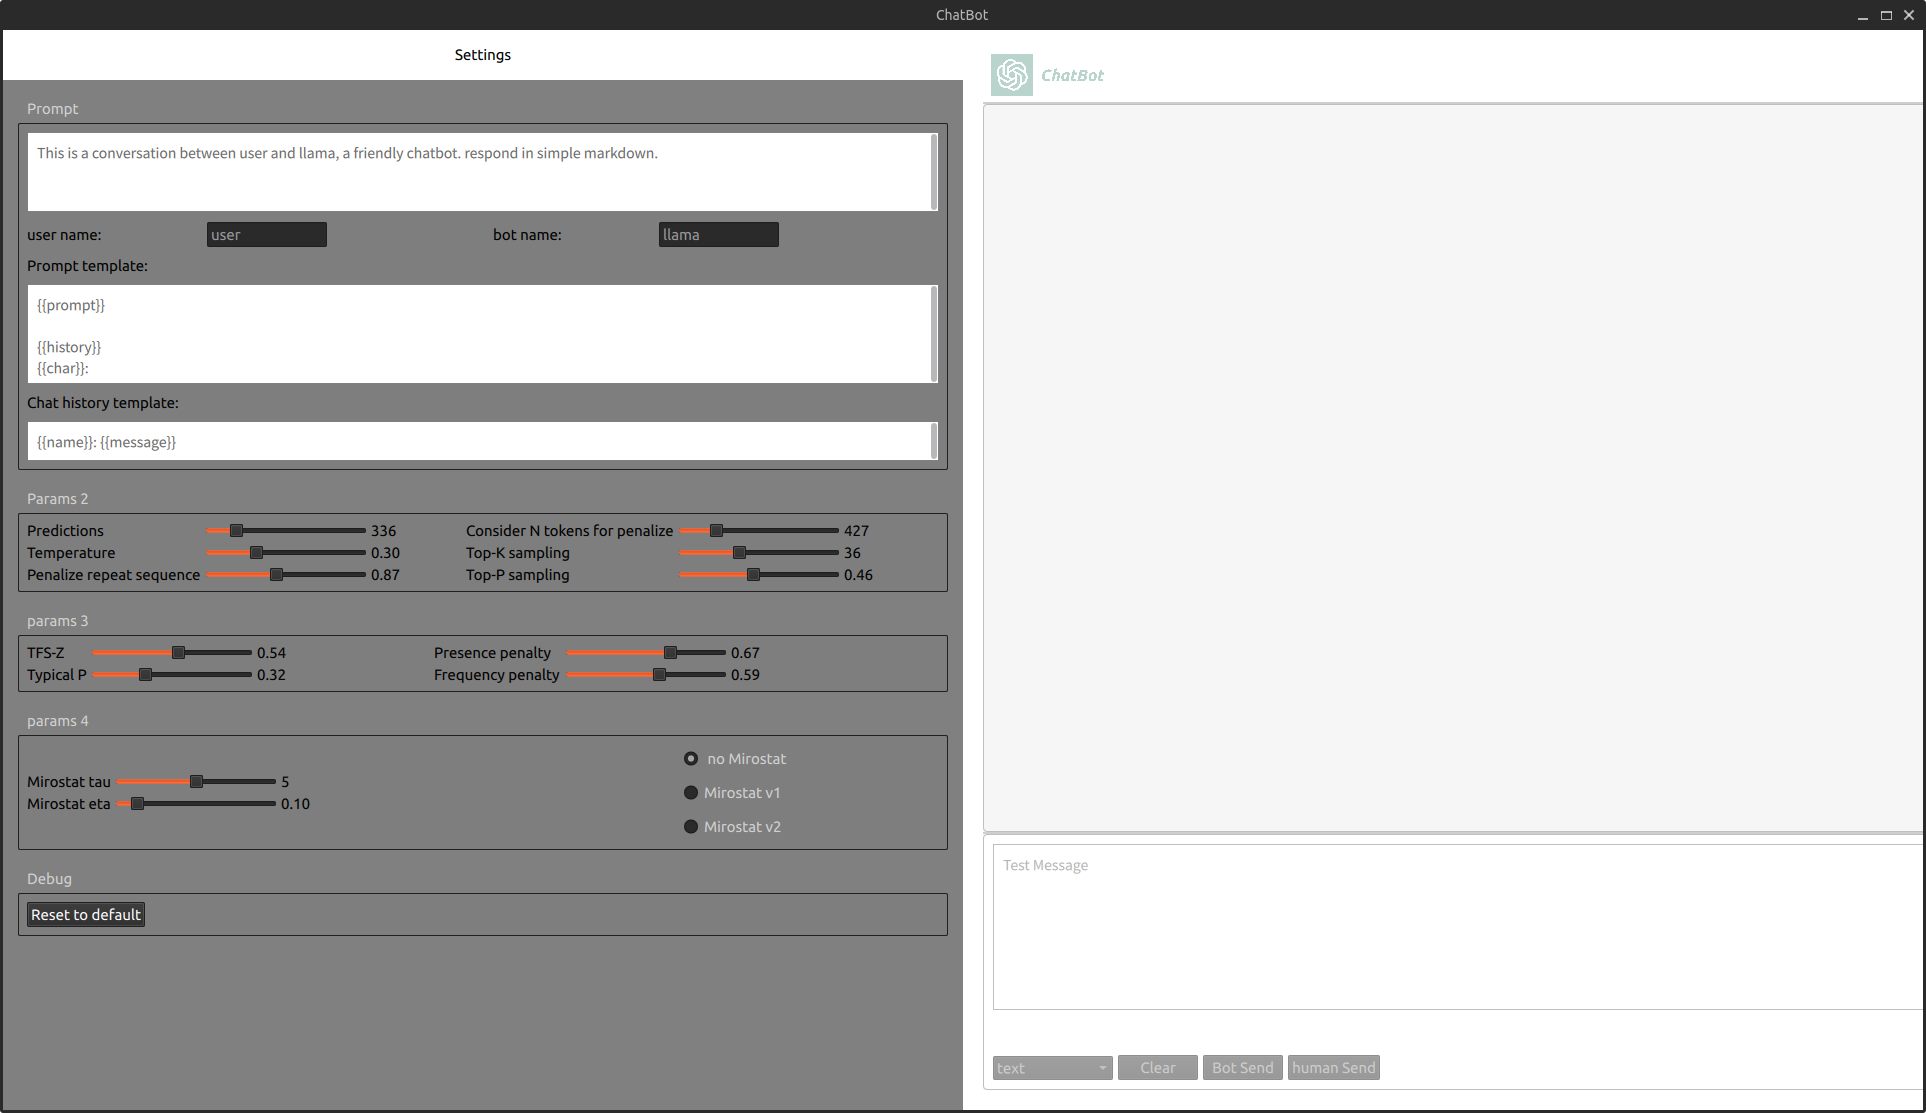 ChatBot
Settings
ChatBot
Prompt
This is a conversation between user and llama, a friendly chatbot. respond in simple markdown.
user name: user bot name: llama
Prompt template:
{{prompt}}
{{history}}
{{char}}:
Chat history template:
{{name}}: {{message}}
Params 2
Predictions 336 Consider N tokens for penalize 427
Temperature 0.30 Top-K sampling 36
Penalize repeat sequence 0.87 Top-P sampling 0.46
params 3
TFS-Z 0.54 Presence penalty 0.67
Typical P 0.32 Frequency penalty 0.59
params 4
no Mirostat
Mirostat tau 5
Mirostat v1
Mirostat eta 0.10
Mirostat v2
Debug
Reset to default
Test Message
text Clear Bot Send human Send